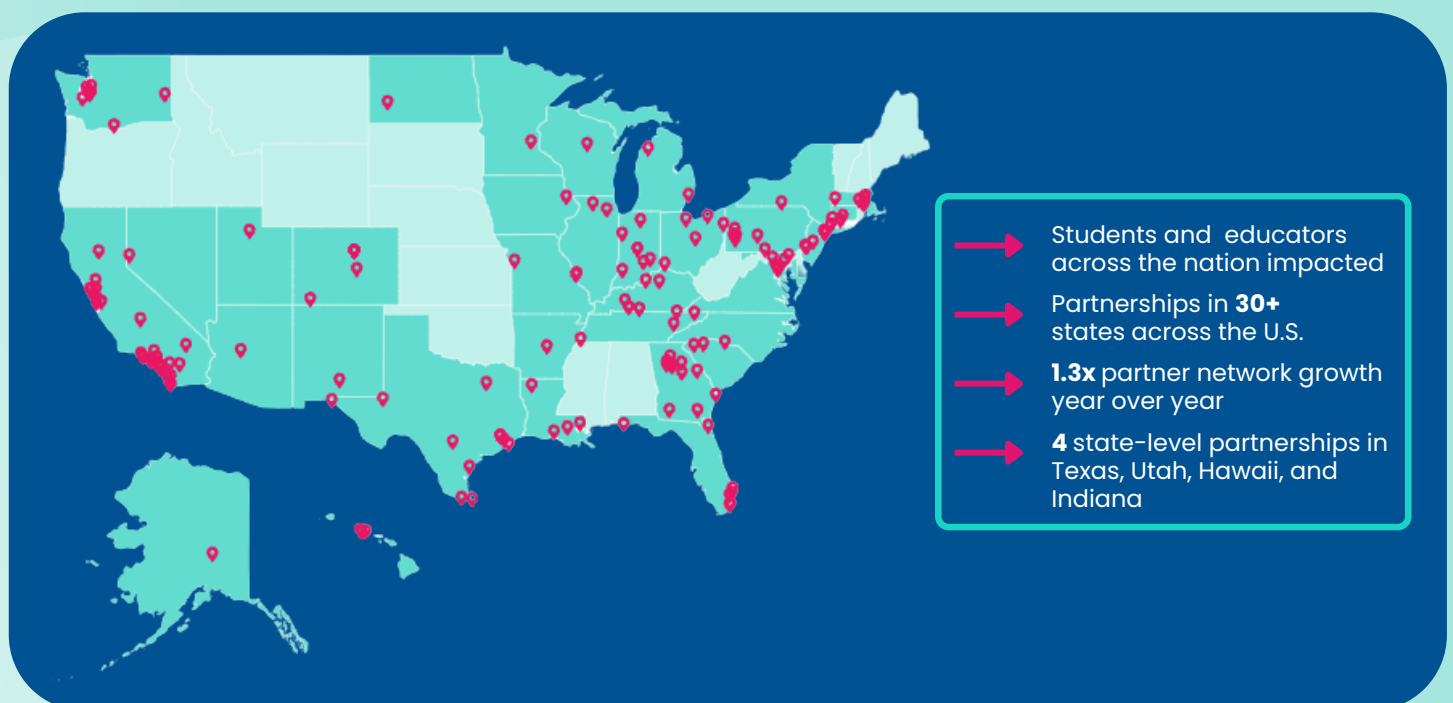 Students and educators
across the nation impacted
Partnerships in 30+
states across the U.S.
1.3x partner network growth
year over year
4 state-level partnerships in
Texas, Utah, Hawaii, and
Indiana